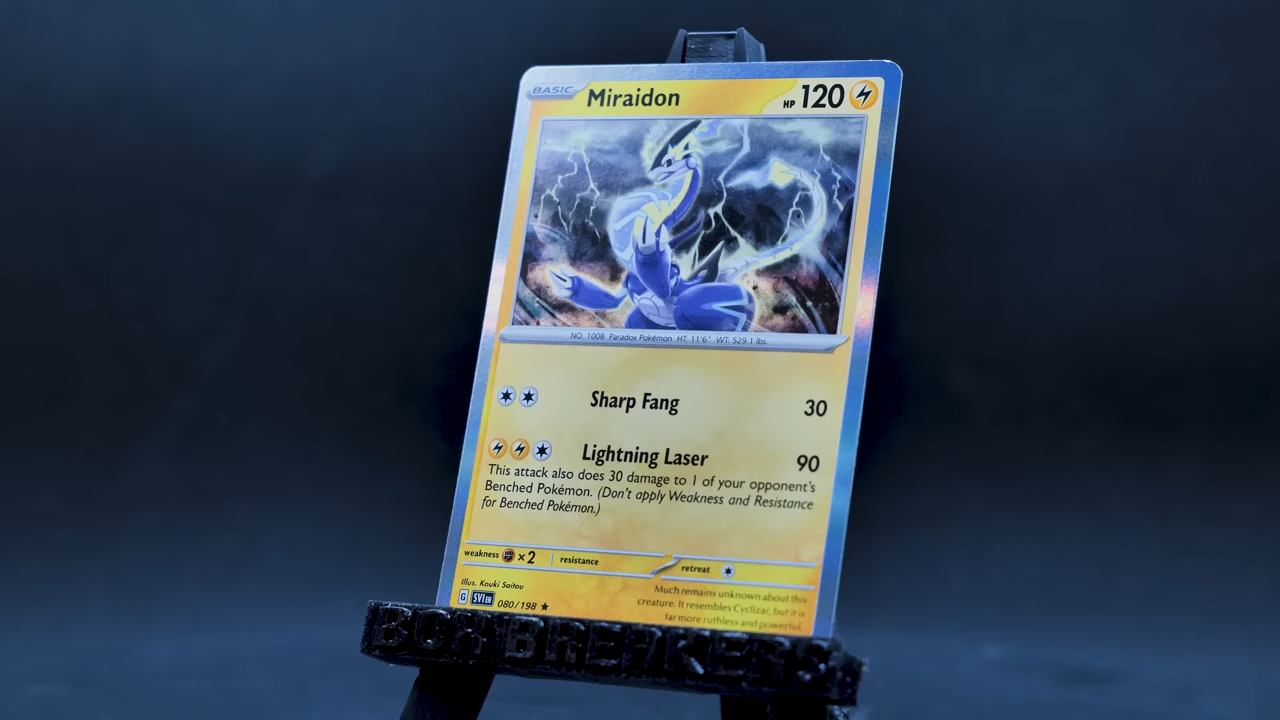 BASIC Miraidon HP 120
NO. 1008 Paradox Pokémon HT: 11'6" WT: 529.1 lbs.
Sharp Fang 30
Lightning Laser 90
This attack also does 30 damage to 1 of your opponent's
Benched Pokémon. (Don't apply Weakness and Resistance
for Benched Pokémon.)
weakness ×2 resistance retreat
Illus. Kouki Saitou
G SVI EN 080/198 ★
Much remains unknown about this
creature. It resembles Cyclizar, but it is
far more ruthless and powerful.
BOX BREAKERS